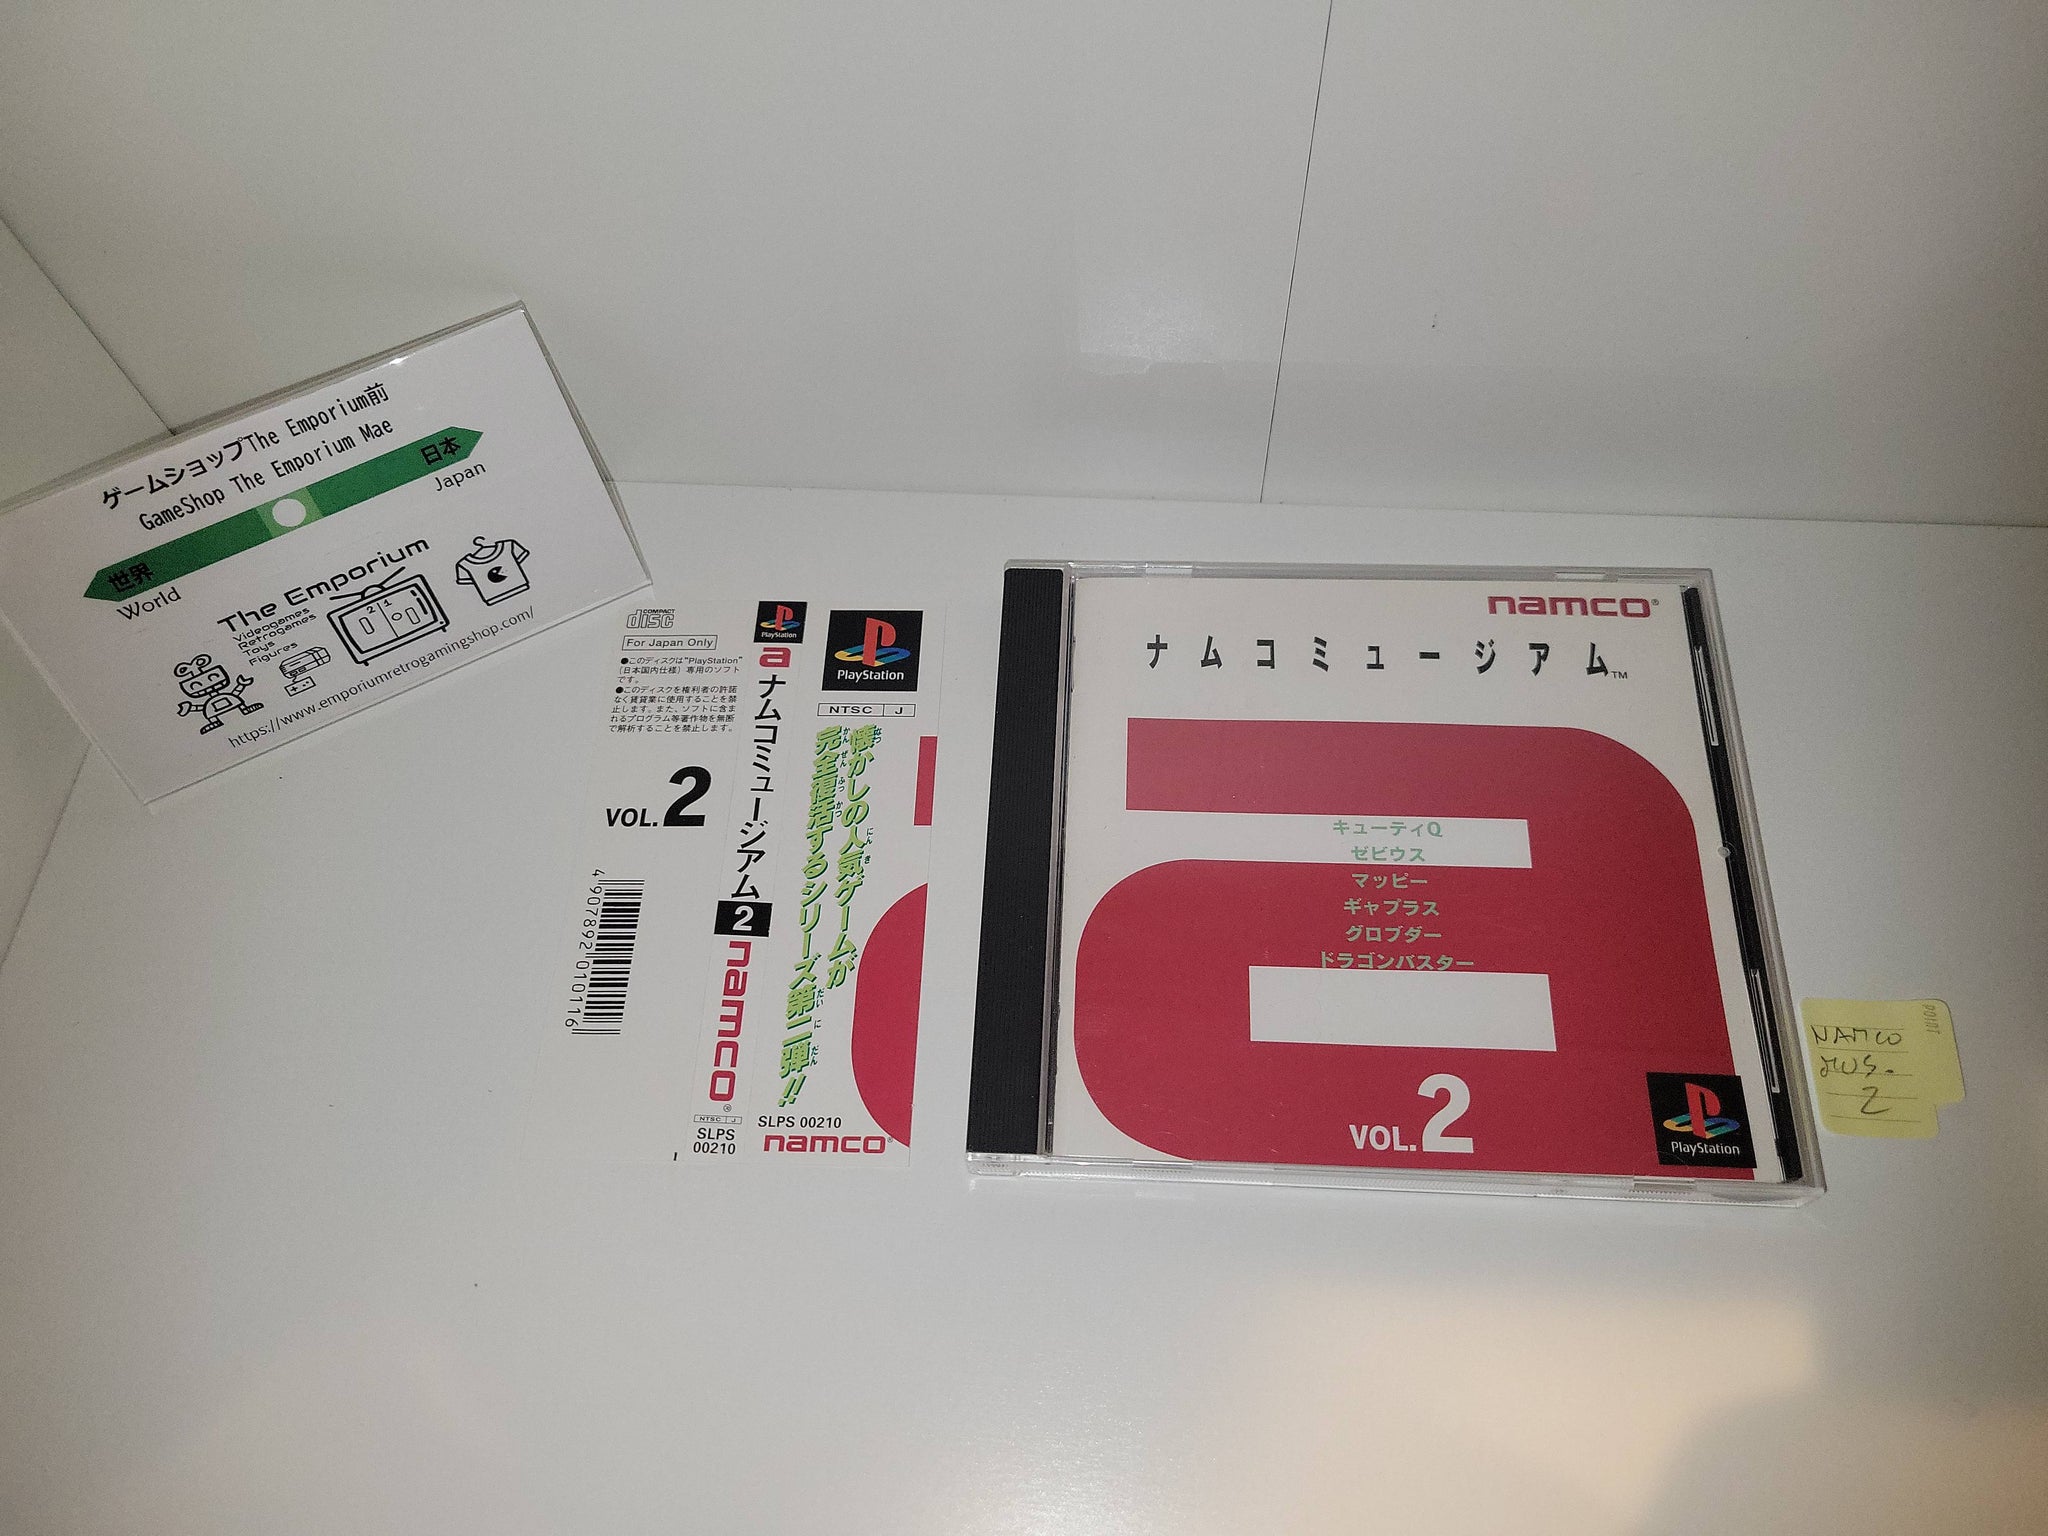 ゲームショップThe Emporium前
GameShop The Emporium Mae
日本
Japan
世界
World
The Emporium
Videogames
Retrogames
Toys
Figures
2 1
https://www.emporiumretrogamingshop.com/
COMPACT
disc
For Japan Only
●このディスクは"PlayStation"
(日本国内仕様)専用のソフト
です。
●このディスクを権利者の許諾
なく賃貸業に使用することを禁
止します。また、ソフトに含ま
れるプログラム等著作物を無断
で解析することを禁止します。
VOL.2
4907892010116
PlayStation
a
ナムコミュージアム
2
namco®
NTSC J
SLPS
00210
PlayStation
NTSC J
懐かしの人気ゲームが
完全復活するシリーズ第二弾!!
SLPS 00210
namco®
namco®
ナムコミュージアム™
キューティQ
ゼビウス
マッピー
ギャプラス
グロブダー
ドラゴンバスター
VOL.2
PlayStation
NAMCO
2